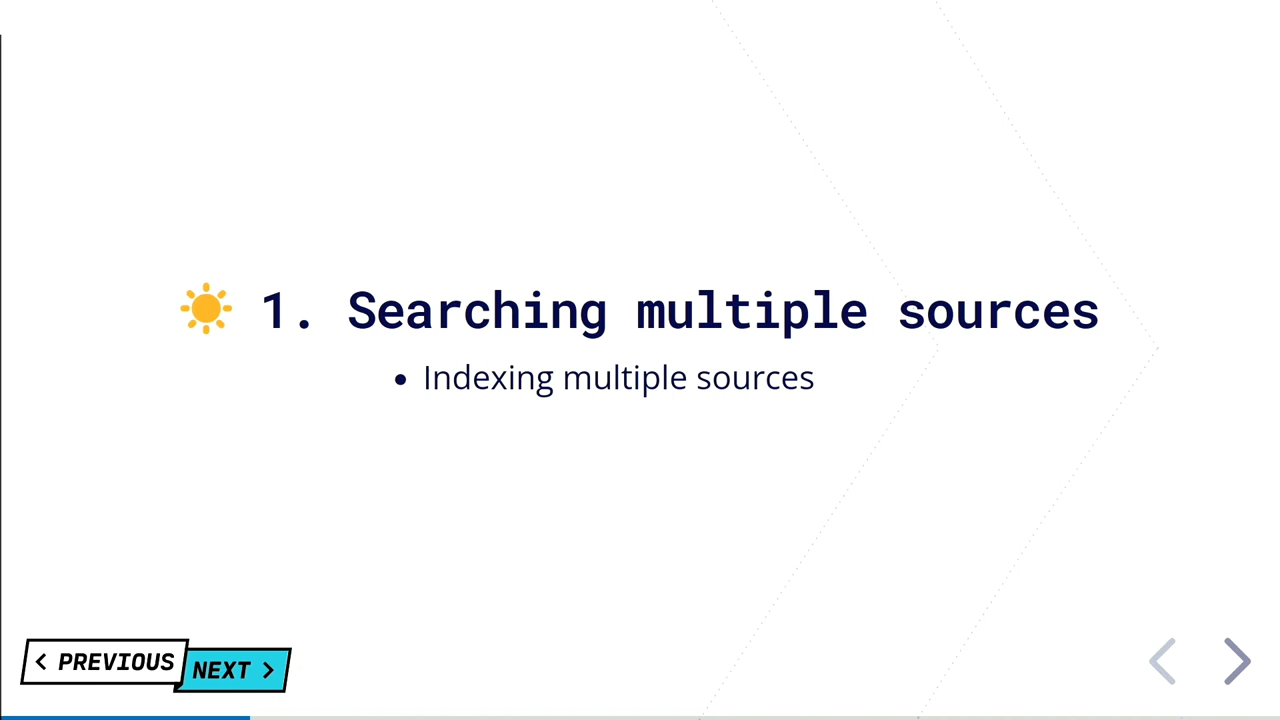 1. Searching multiple sources
• Indexing multiple sources
< PREVIOUS
NEXT >